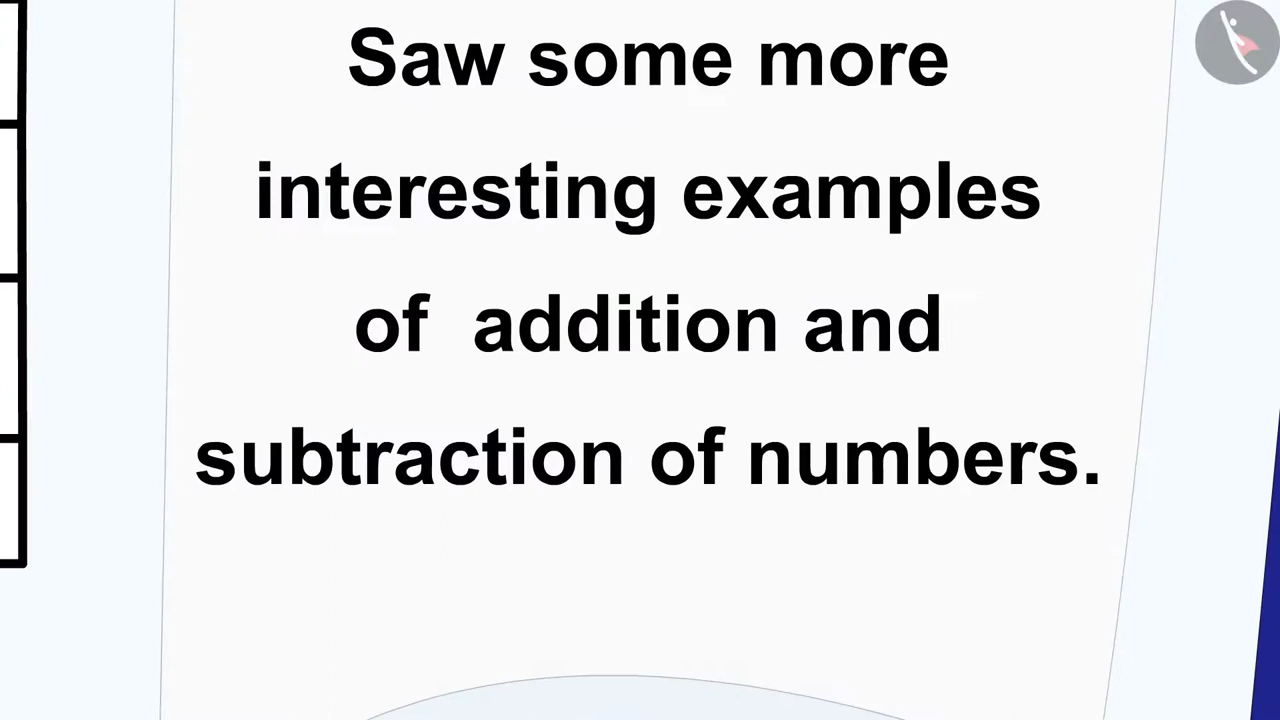 Saw some more
interesting examples
of  addition and
subtraction of numbers.